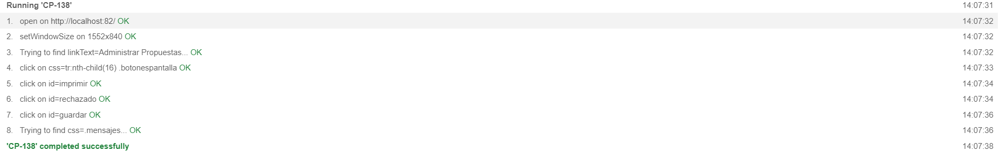 Running 'CP-138' 14:07:31
1. open on http://localhost:82/ OK 14:07:32
2. setWindowSize on 1552x840 OK 14:07:32
3. Trying to find linkText=Administrar Propuestas... OK 14:07:32
4. click on css=tr:nth-child(16) .botonespantalla OK 14:07:33
5. click on id=imprimir OK 14:07:34
6. click on id=rechazado OK 14:07:34
7. click on id=guardar OK 14:07:36
8. Trying to find css=.mensajes... OK 14:07:36
'CP-138' completed successfully 14:07:38